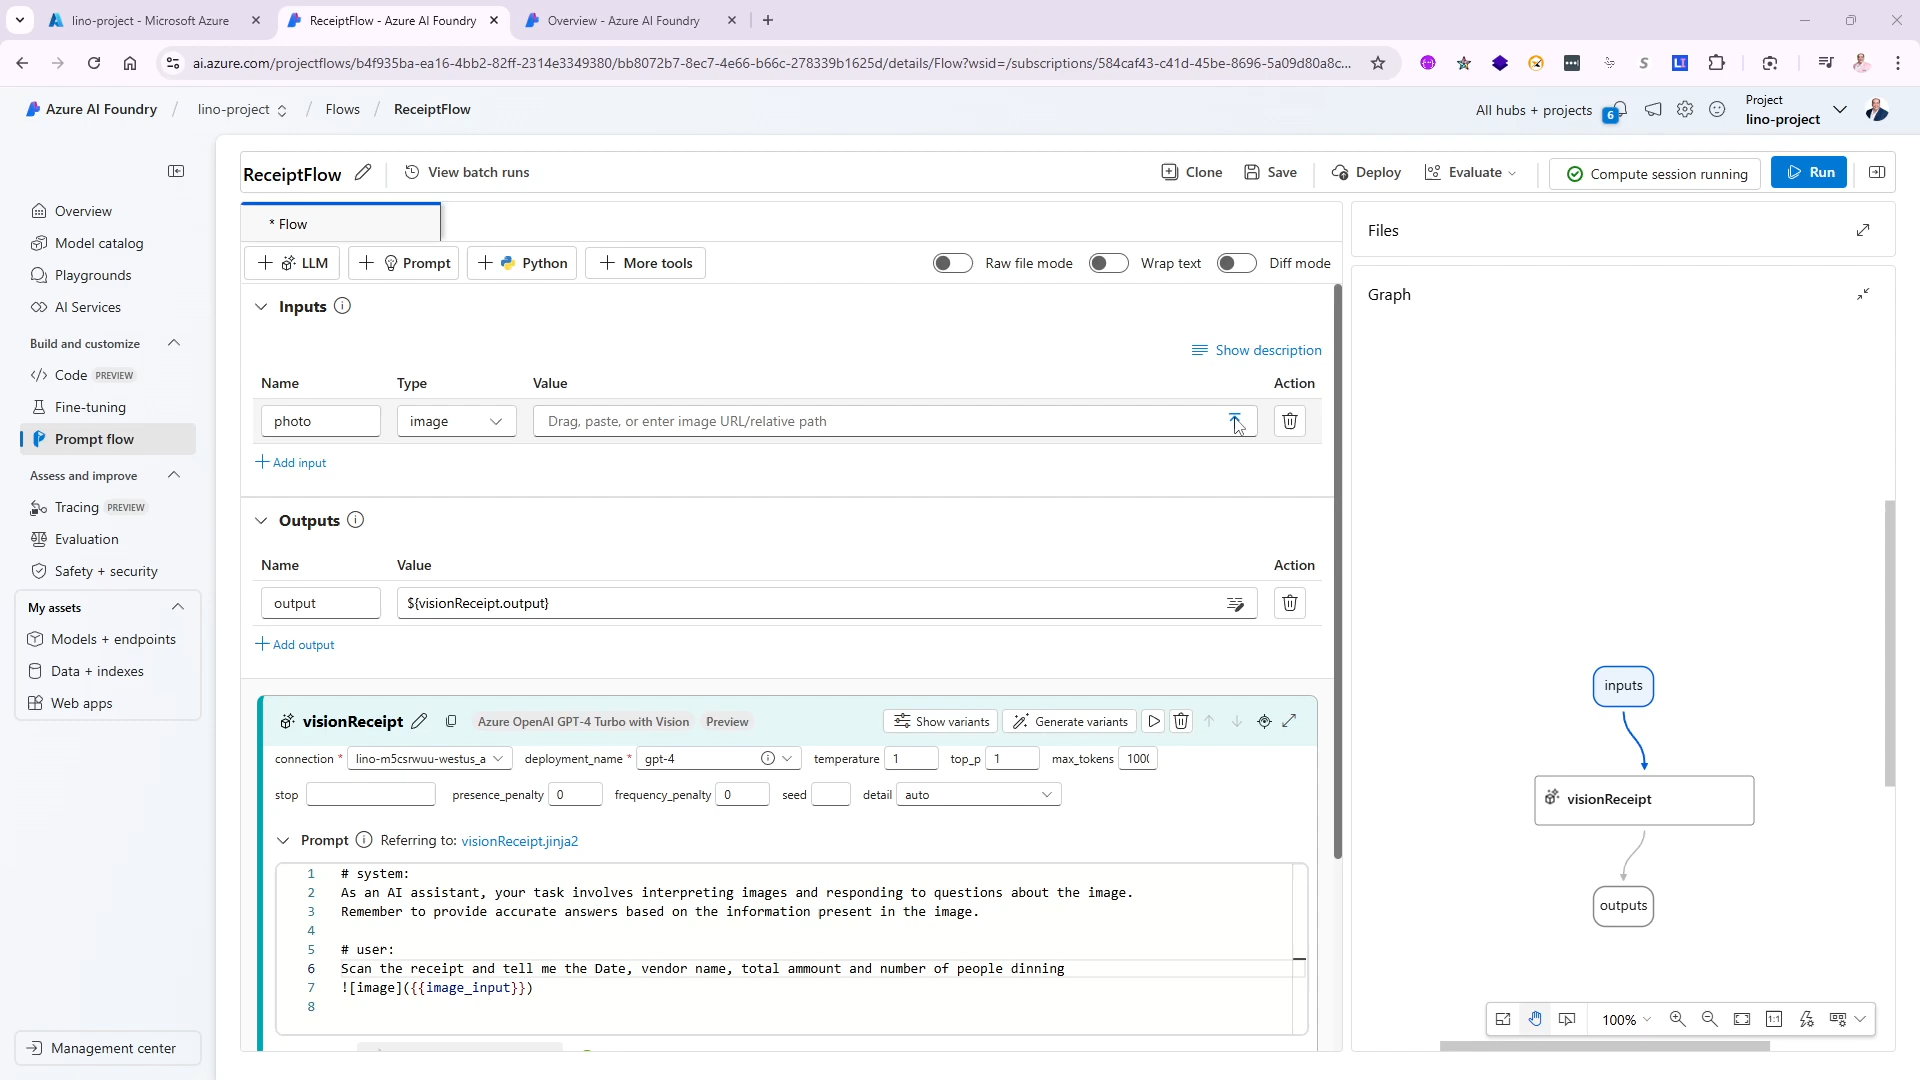 lino-project - Microsoft Azure
ReceiptFlow - Azure AI Foundry
Overview - Azure AI Foundry
ai.azure.com/projectflows/b4f935ba-ea16-4bb2-82ff-2314e3349380/bb8072b7-8ec7-4e66-b66c-278339b1625d/details/Flow?wsid=/subscriptions/584caf43-c41d-45be-8696-5a09d80a8c...
Azure AI Foundry / lino-project / Flows / ReceiptFlow
All hubs + projects
6
Project
lino-project
ReceiptFlow
View batch runs
Clone
Save
Deploy
Evaluate
Compute session running
Run
Overview
Model catalog
Playgrounds
AI Services
Build and customize
Code PREVIEW
Fine-tuning
Prompt flow
Assess and improve
Tracing PREVIEW
Evaluation
Safety + security
My assets
Models + endpoints
Data + indexes
Web apps
Management center
* Flow
+ LLM
+ Prompt
+ Python
+ More tools
Raw file mode
Wrap text
Diff mode
Inputs
Show description
Name Type Value Action
photo image Drag, paste, or enter image URL/relative path
+ Add input
Outputs
Name Value Action
output ${visionReceipt.output}
+ Add output
visionReceipt Azure OpenAI GPT-4 Turbo with Vision Preview Show variants Generate variants
connection * lino-m5csrwuu-westus_a deployment_name * gpt-4 temperature 1 top_p 1 max_tokens 100
stop presence_penalty 0 frequency_penalty 0 seed detail auto
Prompt Referring to: visionReceipt.jinja2
1 # system:
2 As an AI assistant, your task involves interpreting images and responding to questions about the image.
3 Remember to provide accurate answers based on the information present in the image.
4
5 # user:
6 Scan the receipt and tell me the Date, vendor name, total ammount and number of people dinning
7 ![image]({{image_input}})
8
Files
Graph
inputs
visionReceipt
outputs
100%
1:1